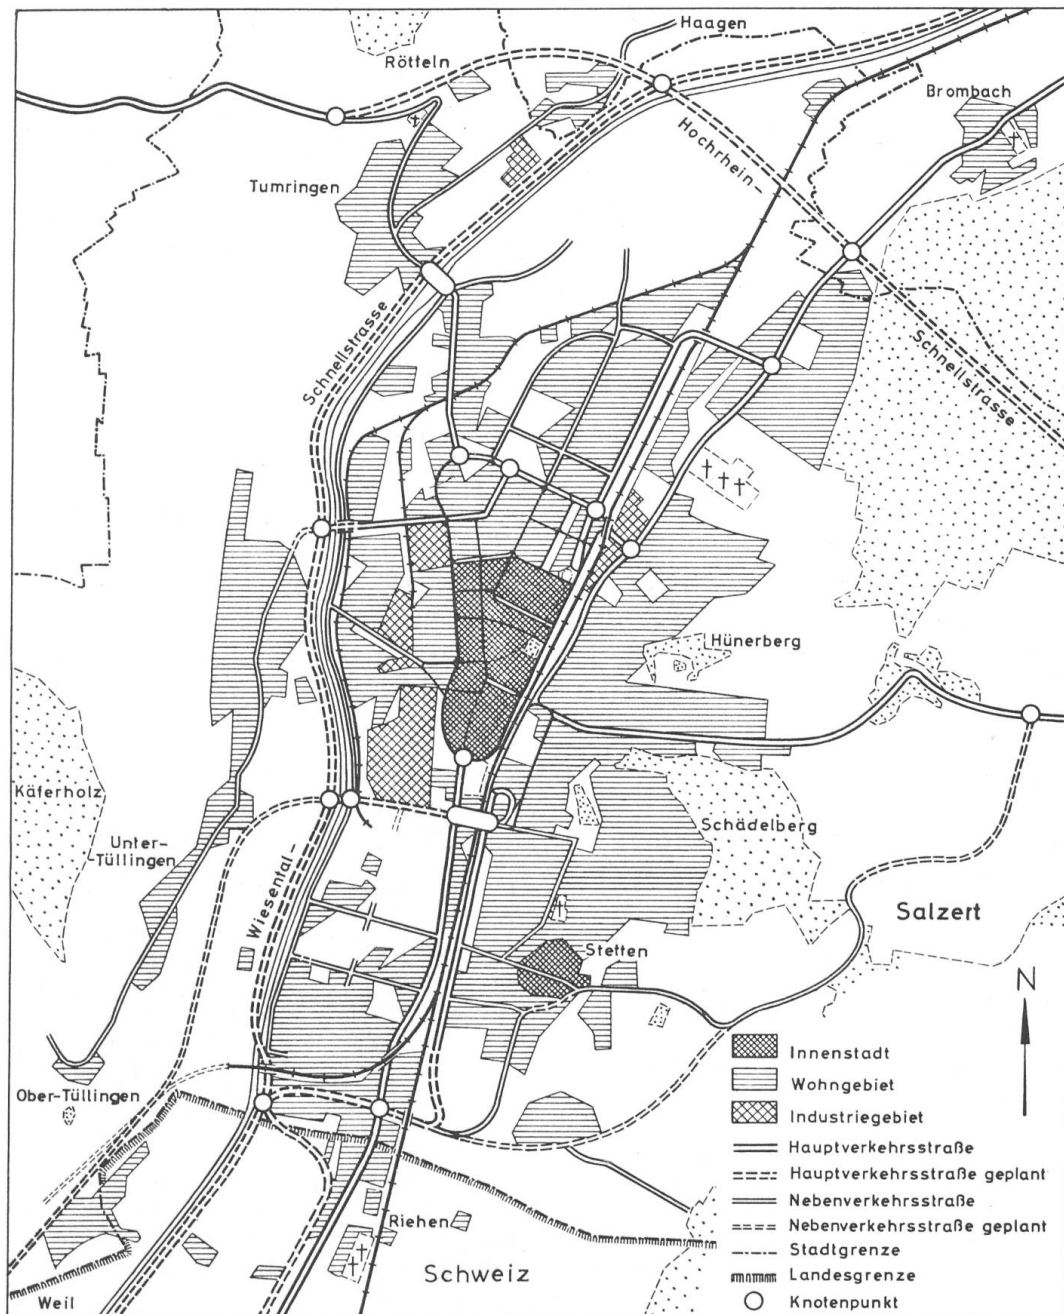 Haagen
Rötteln
Brombach
Hochrhein-
Tumringen
Schnellstrasse
Schnellstrasse
Hünerberg
Käferholz
Unter-
-Tüllingen
Schädelberg
Wiesental-
Salzert
Stetten
N
Ober-Tüllingen
Innenstadt
Wohngebiet
Industriegebiet
Hauptverkehrsstraße
Hauptverkehrsstraße geplant
Nebenverkehrsstraße
Nebenverkehrsstraße geplant
Stadtgrenze
Landesgrenze
Knotenpunkt
Riehen
Schweiz
Weil